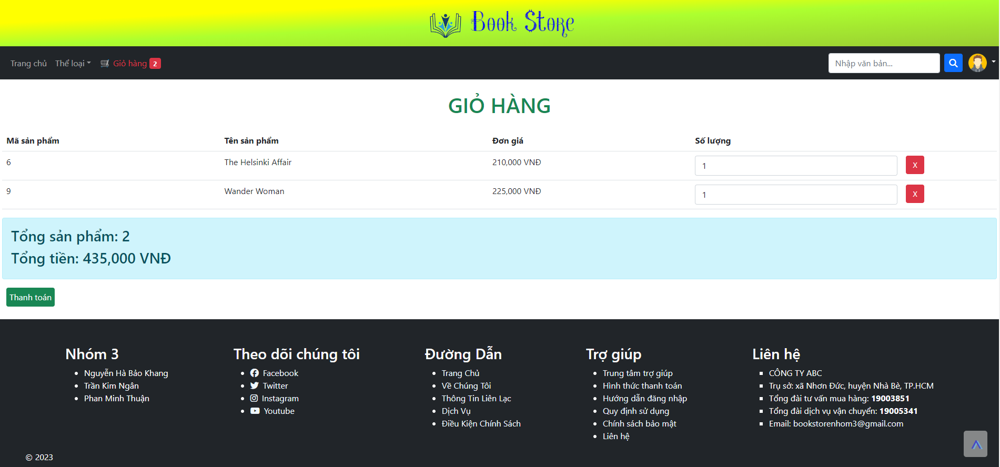 Book Store
Trang chủ Thể loại Giỏ hàng 2 Nhập văn bản...
GIỎ HÀNG
Mã sản phẩm Tên sản phẩm Đơn giá Số lượng
6 The Helsinki Affair 210,000 VNĐ 1 X
9 Wander Woman 225,000 VNĐ 1 X
Tổng sản phẩm: 2
Tổng tiền: 435,000 VNĐ
Thanh toán
Nhóm 3
Nguyễn Hà Bảo Khang
Trần Kim Ngân
Phan Minh Thuận
Theo dõi chúng tôi
Facebook
Twitter
Instagram
Youtube
Đường Dẫn
Trang Chủ
Về Chúng Tôi
Thông Tin Liên Lạc
Dịch Vụ
Điều Kiện Chính Sách
Trợ giúp
Trung tâm trợ giúp
Hình thức thanh toán
Hướng dẫn đăng nhập
Quy định sử dụng
Chính sách bảo mật
Liên hệ
Liên hệ
CÔNG TY ABC
Trụ sở: xã Nhơn Đức, huyện Nhà Bè, TP.HCM
Tổng đài tư vấn mua hàng: 19003851
Tổng đài dịch vụ vận chuyển: 19005341
Email: bookstorenhom3@gmail.com
© 2023